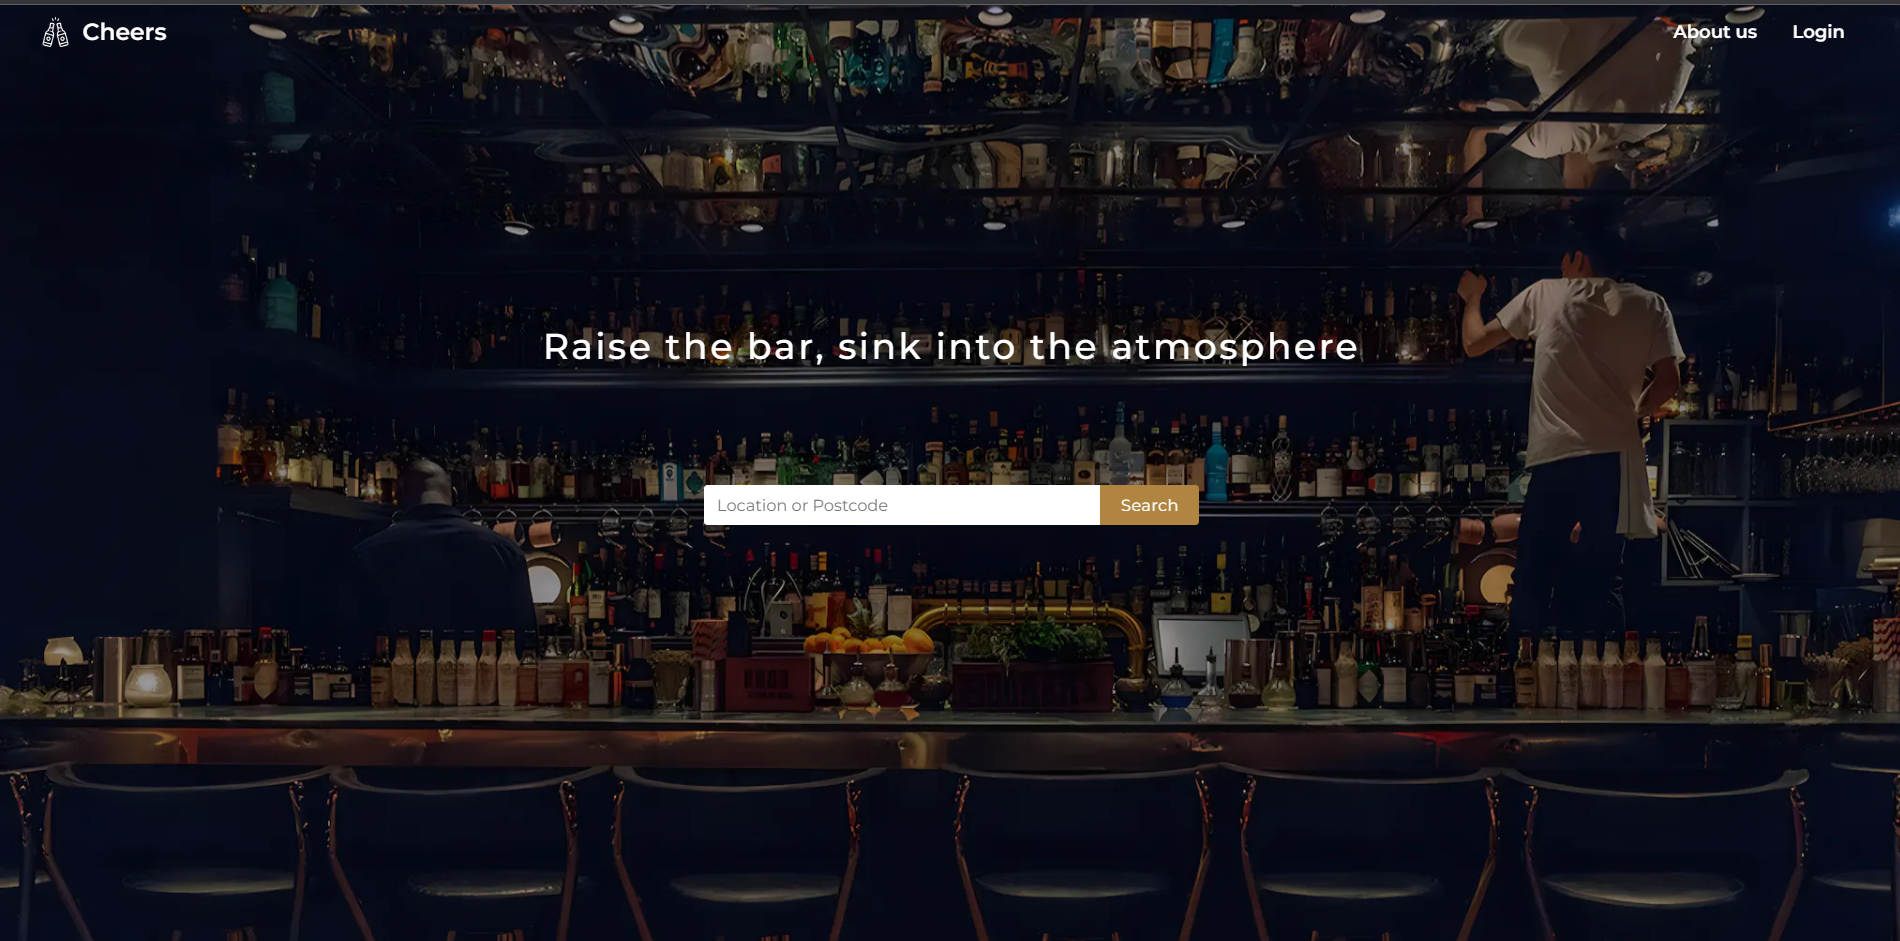 Cheers
About us
Login
Raise the bar, sink into the atmosphere
Location or Postcode
Search